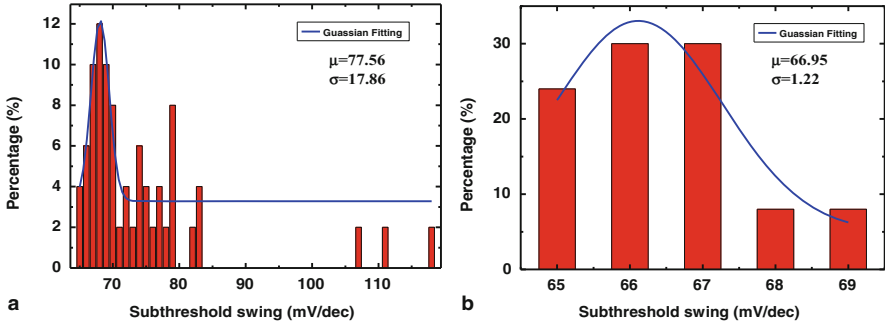 12
10
8
6
4
2
0
Percentage (%)
Guassian Fitting
μ=77.56
σ=17.86
70 80 90 100 110
Subthreshold swing (mV/dec)
a
30
20
10
0
Percentage (%)
Guassian Fitting
μ=66.95
σ=1.22
65 66 67 68 69
Subthreshold swing (mV/dec)
b